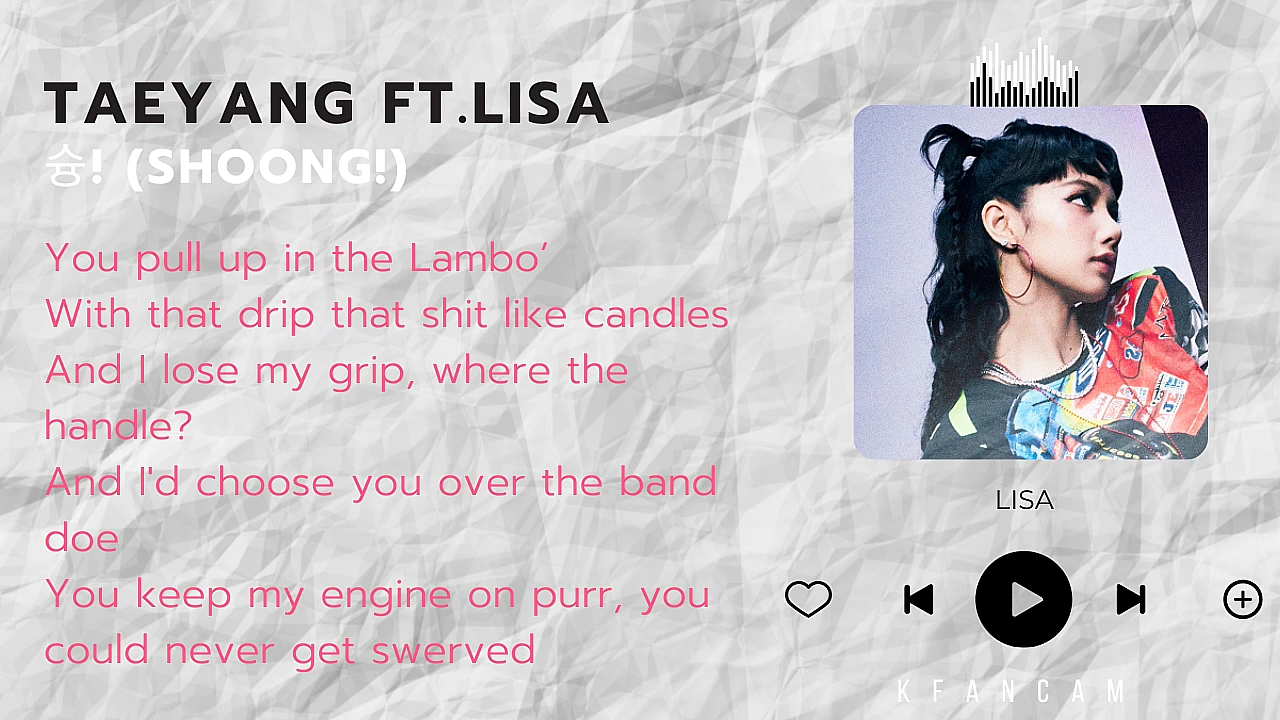 TAEYANG FT.LISA
슝! (SHOONG!)
You pull up in the Lambo’
With that drip that shit like candles
And I lose my grip, where the
handle?
And I'd choose you over the band
doe
You keep my engine on purr, you
could never get swerved
LISA
KFANCAM